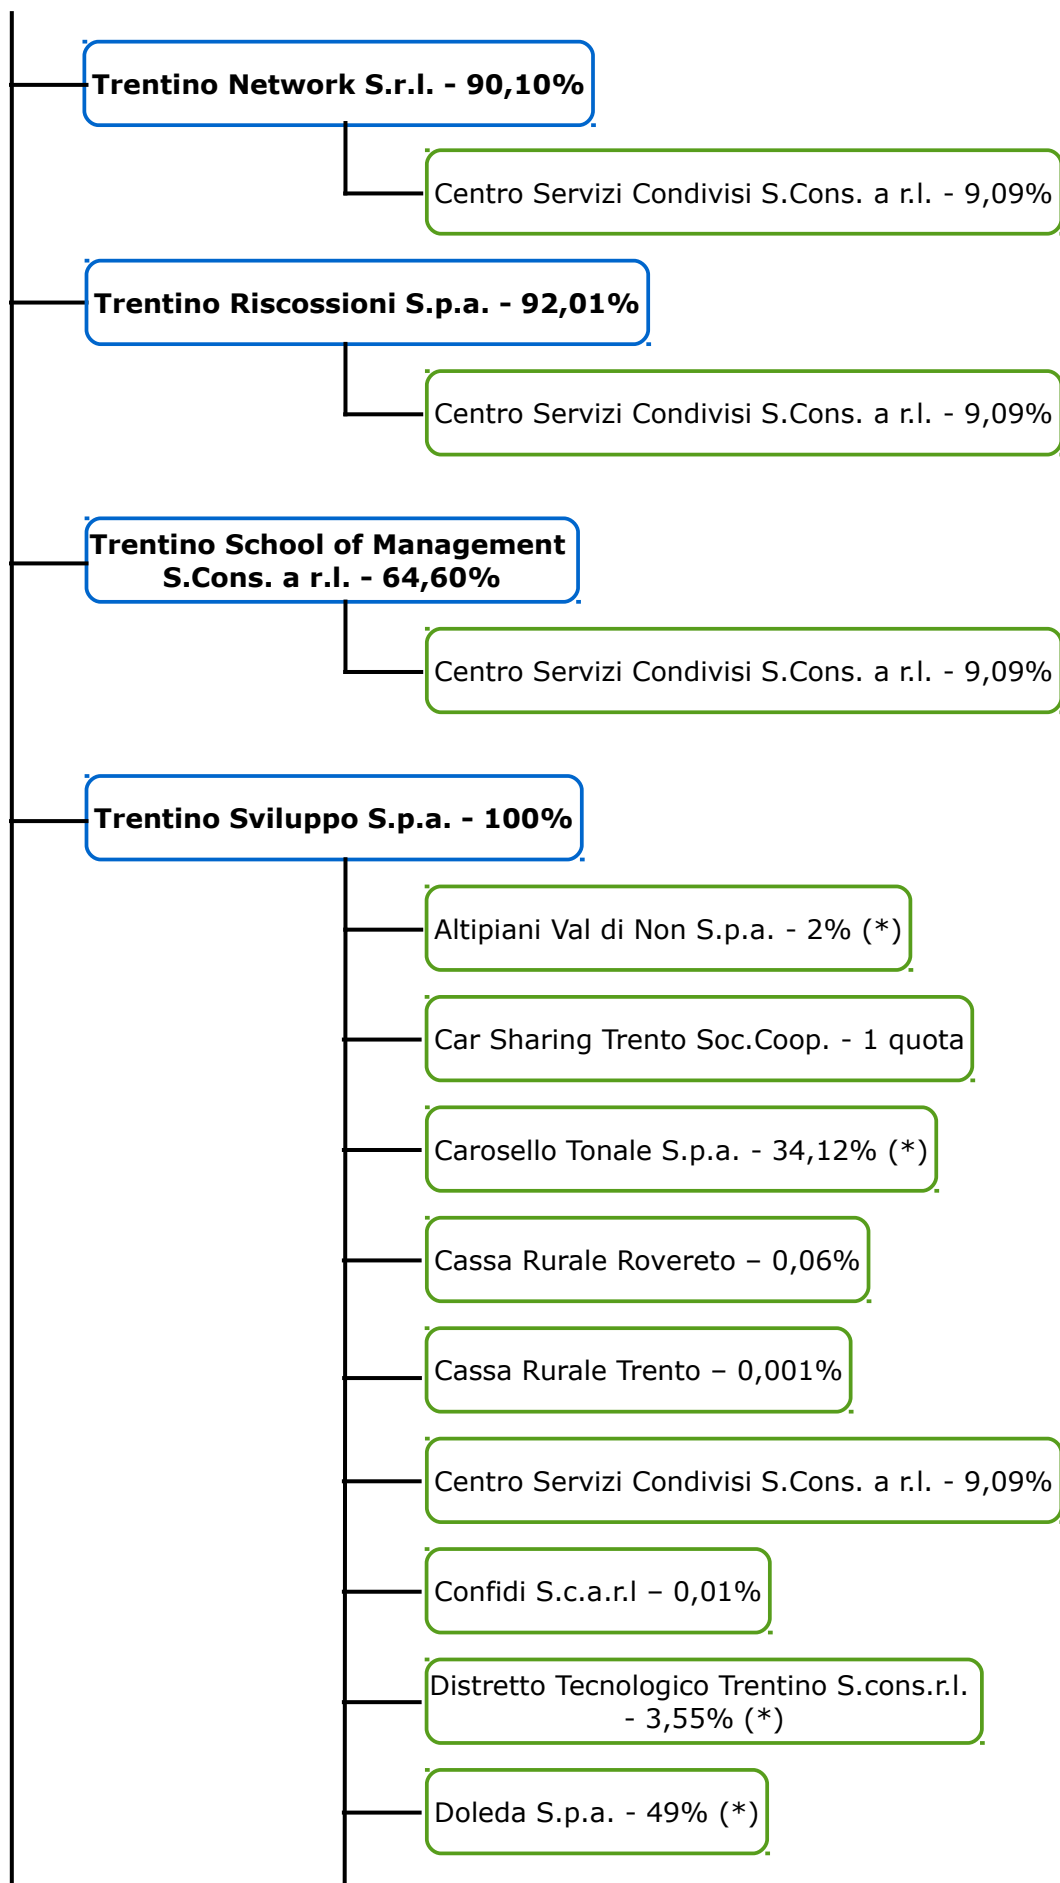 Trentino Network S.r.l. - 90,10%
Centro Servizi Condivisi S.Cons. a r.l. - 9,09%
Trentino Riscossioni S.p.a. - 92,01%
Centro Servizi Condivisi S.Cons. a r.l. - 9,09%
Trentino School of Management
S.Cons. a r.l. - 64,60%
Centro Servizi Condivisi S.Cons. a r.l. - 9,09%
Trentino Sviluppo S.p.a. - 100%
Altipiani Val di Non S.p.a. - 2% (*)
Car Sharing Trento Soc.Coop. - 1 quota
Carosello Tonale S.p.a. - 34,12% (*)
Cassa Rurale Rovereto – 0,06%
Cassa Rurale Trento – 0,001%
Centro Servizi Condivisi S.Cons. a r.l. - 9,09%
Confidi S.c.a.r.l – 0,01%
Distretto Tecnologico Trentino S.cons.r.l.
- 3,55% (*)
Doleda S.p.a. - 49% (*)